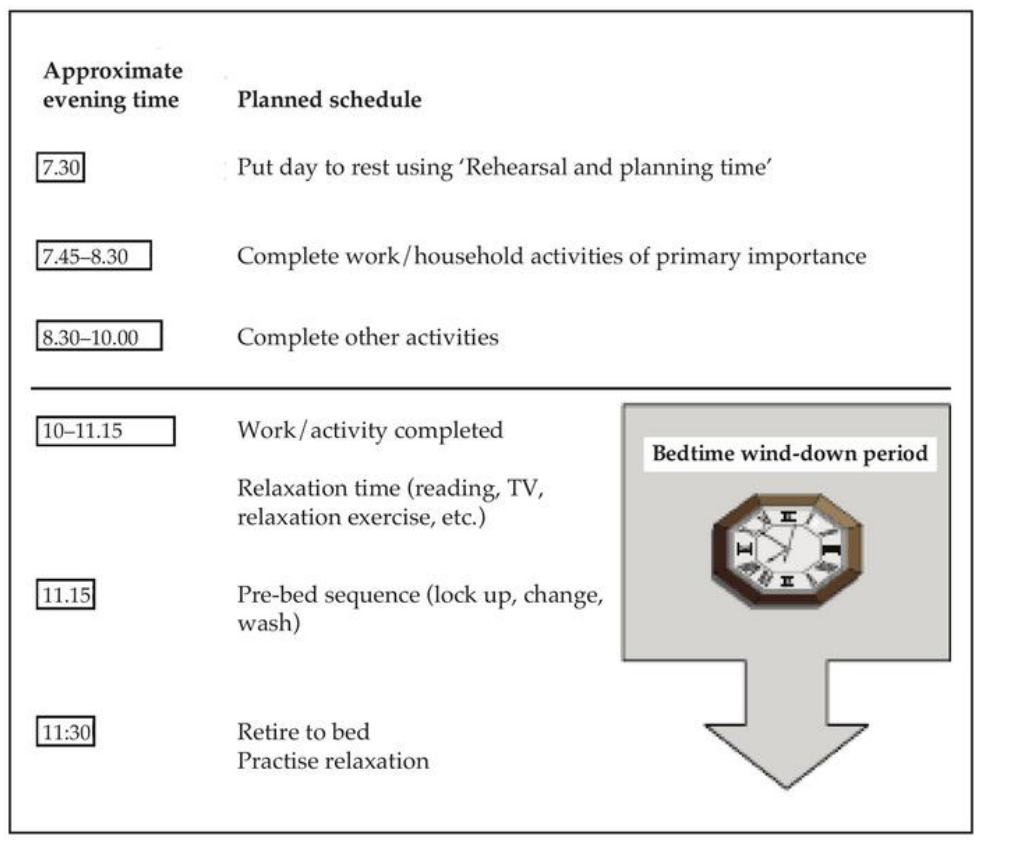 Approximate
evening time
Planned schedule
7.30
Put day to rest using ‘Rehearsal and planning time’
7.45–8.30
Complete work/household activities of primary importance
8.30–10.00
Complete other activities
10–11.15
Work/activity completed
Bedtime wind-down period
Relaxation time (reading, TV,
relaxation exercise, etc.)
11.15
Pre-bed sequence (lock up, change,
wash)
11:30
Retire to bed
Practise relaxation